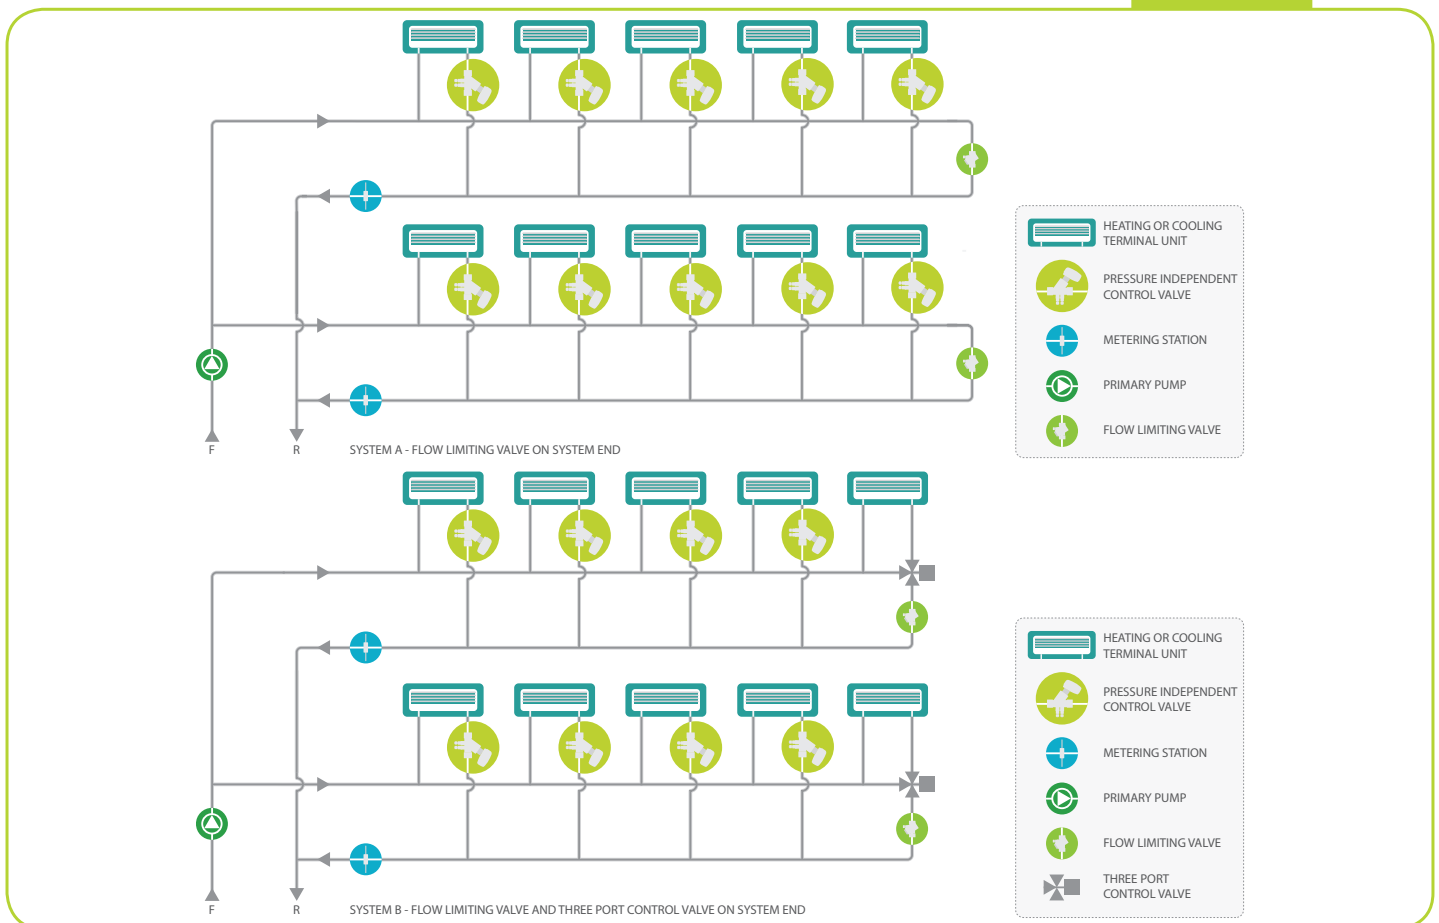 HEATING OR COOLING
TERMINAL UNIT
PRESSURE INDEPENDENT
CONTROL VALVE
METERING STATION
PRIMARY PUMP
FLOW LIMITING VALVE
F
R
SYSTEM A - FLOW LIMITING VALVE ON SYSTEM END
HEATING OR COOLING
TERMINAL UNIT
PRESSURE INDEPENDENT
CONTROL VALVE
METERING STATION
PRIMARY PUMP
FLOW LIMITING VALVE
THREE PORT
CONTROL VALVE
F
R
SYSTEM B - FLOW LIMITING VALVE AND THREE PORT CONTROL VALVE ON SYSTEM END